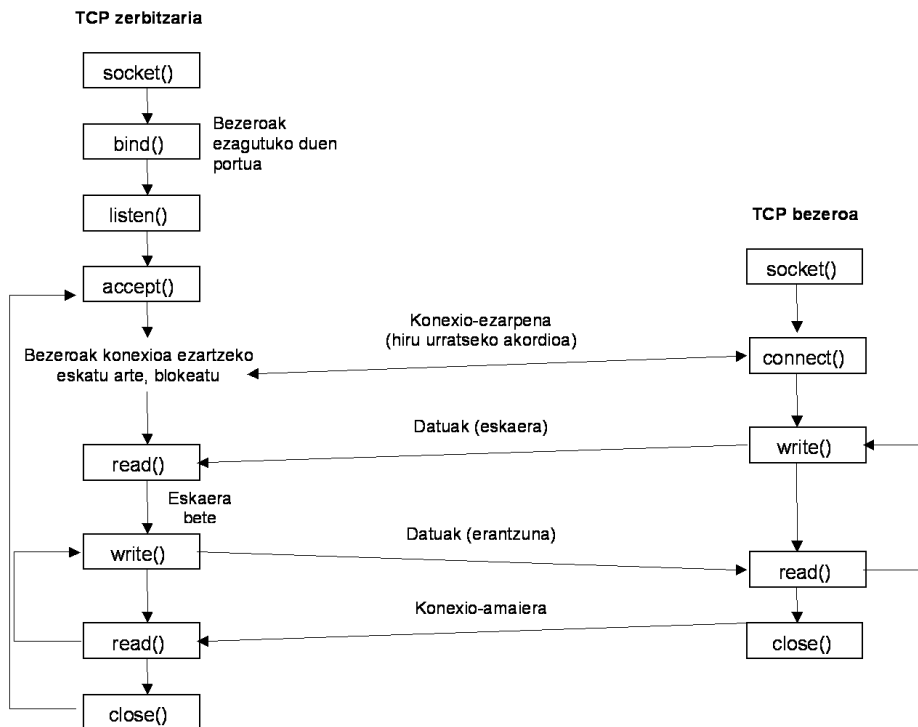 TCP zerbitzaria
socket()
bind()
Bezeroak
ezagutuko duen
portua
listen()
accept()
Bezeroak konexioa ezartzeko
eskatu arte, blokeatu
read()
Eskaera
bete
write()
read()
close()
Konexio-ezarpena
(hiru urratseko akordioa)
Datuak (eskaera)
Datuak (erantzuna)
Konexio-amaiera
TCP bezeroa
socket()
connect()
write()
read()
close()